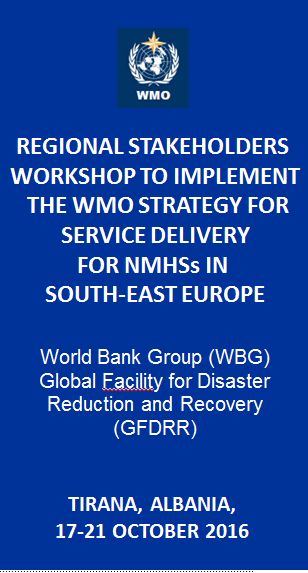 WMO
REGIONAL STAKEHOLDERS
WORKSHOP TO IMPLEMENT
THE WMO STRATEGY FOR
SERVICE DELIVERY
FOR NMHSs IN
SOUTH-EAST EUROPE
World Bank Group (WBG)
Global Facility for Disaster
Reduction and Recovery
(GFDRR)
TIRANA, ALBANIA,
17-21 OCTOBER 2016